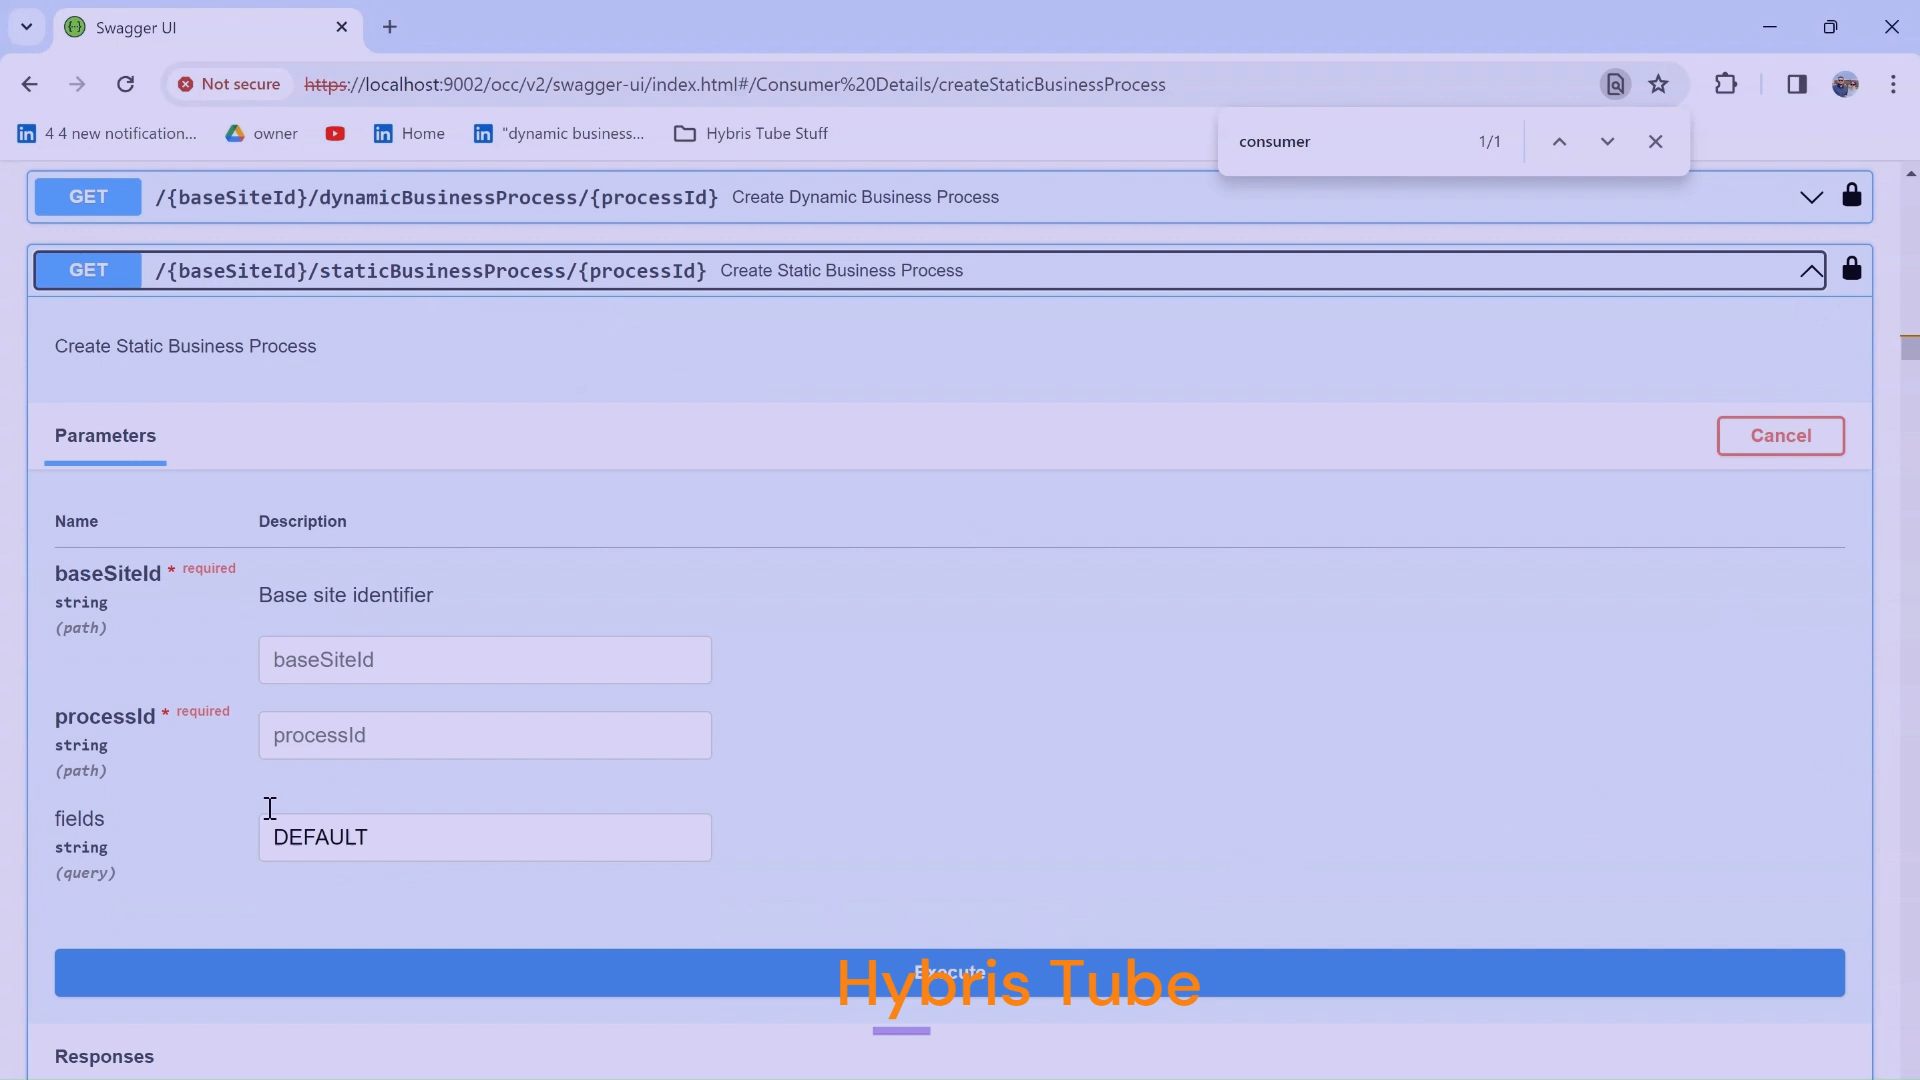 Swagger UI
Not secure
https://localhost:9002/occ/v2/swagger-ui/index.html#/Consumer%20Details/createStaticBusinessProcess
4 4 new notification...
owner
Home
"dynamic business...
Hybris Tube Stuff
consumer
1/1
GET /{baseSiteId}/dynamicBusinessProcess/{processId} Create Dynamic Business Process
GET /{baseSiteId}/staticBusinessProcess/{processId} Create Static Business Process
Create Static Business Process
Parameters
Cancel
Name
Description
baseSiteId * required
string
(path)
Base site identifier
baseSiteId
processId * required
string
(path)
processId
fields
string
(query)
DEFAULT
Execute
Hybris Tube
Responses